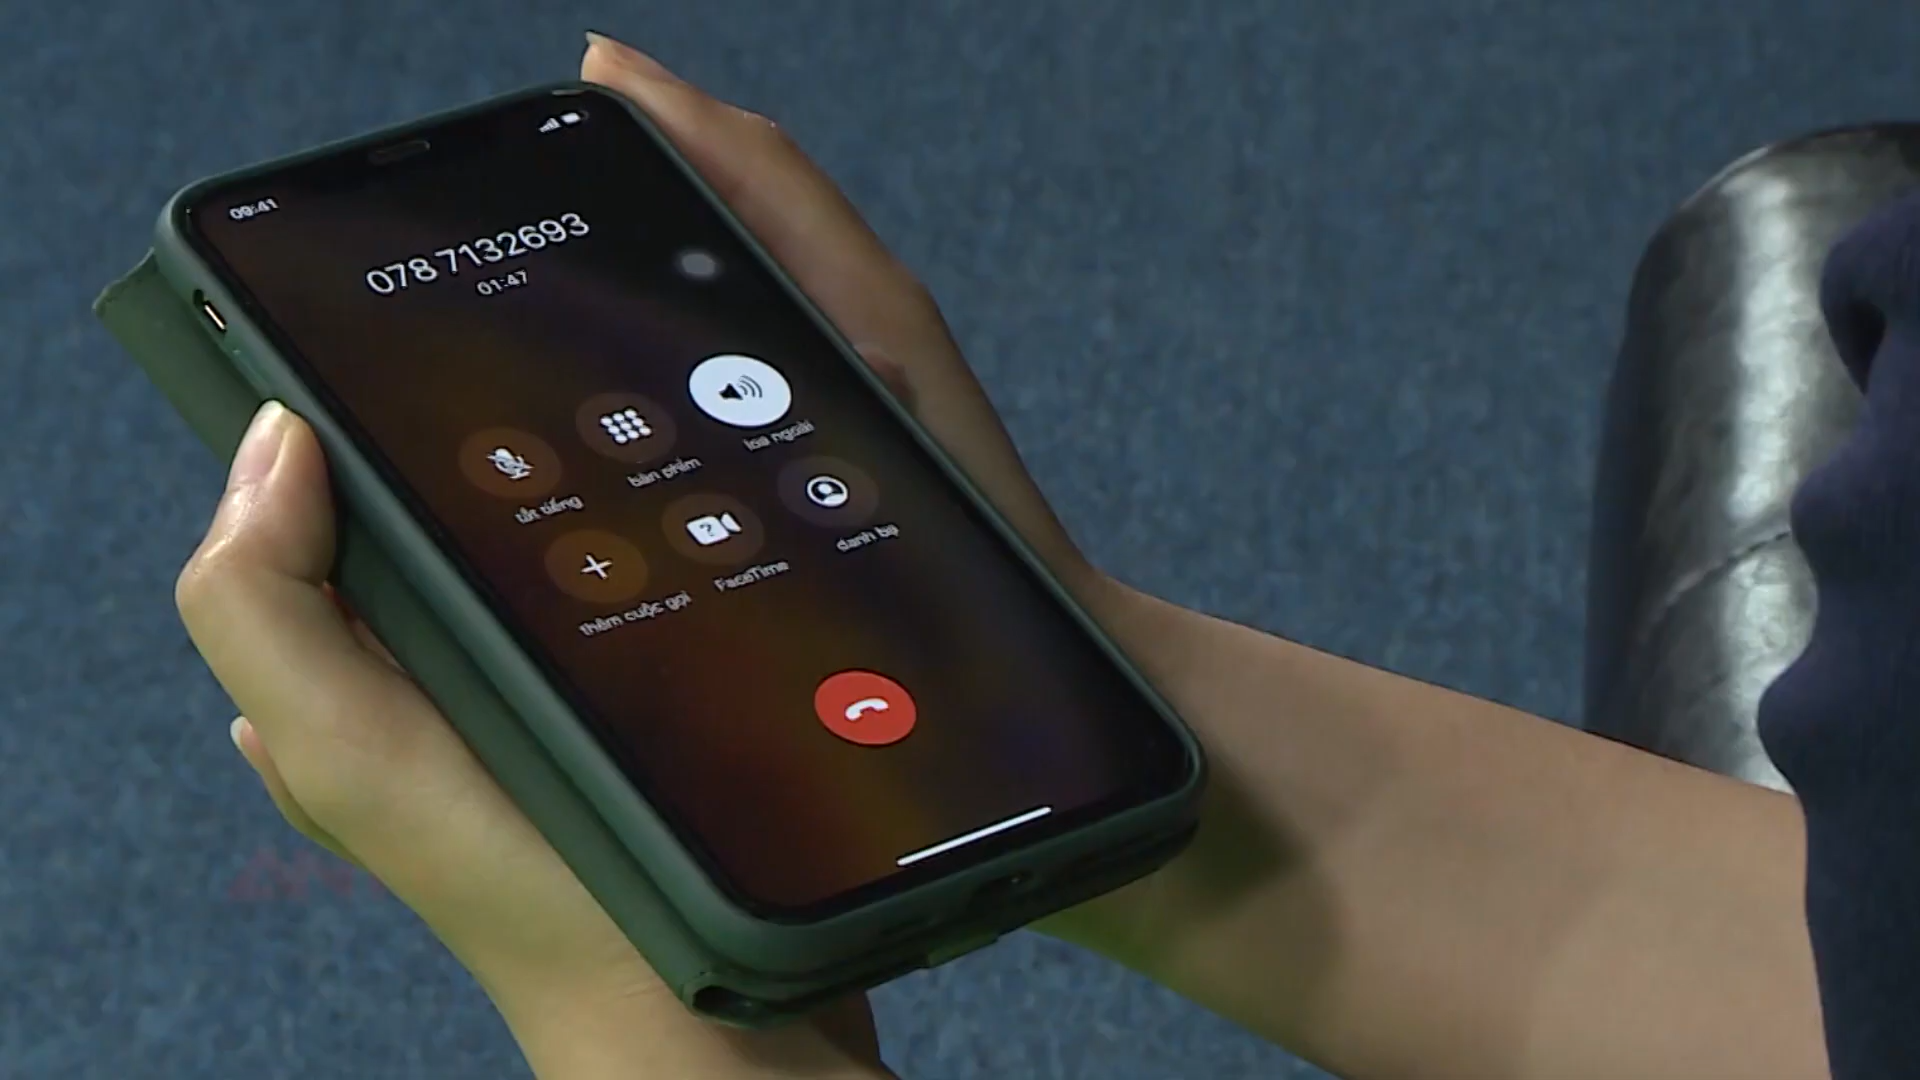 09:41
078 7132693
01:47
tắt tiếng
bàn phím
loa ngoài
thêm cuộc gọi
FaceTime
danh bạ